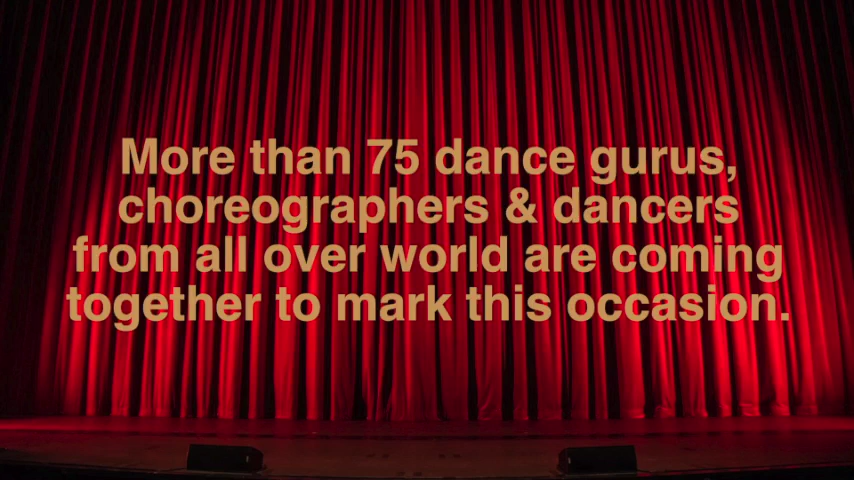 More than 75 dance gurus,
choreographers & dancers
from all over world are coming
together to mark this occasion.